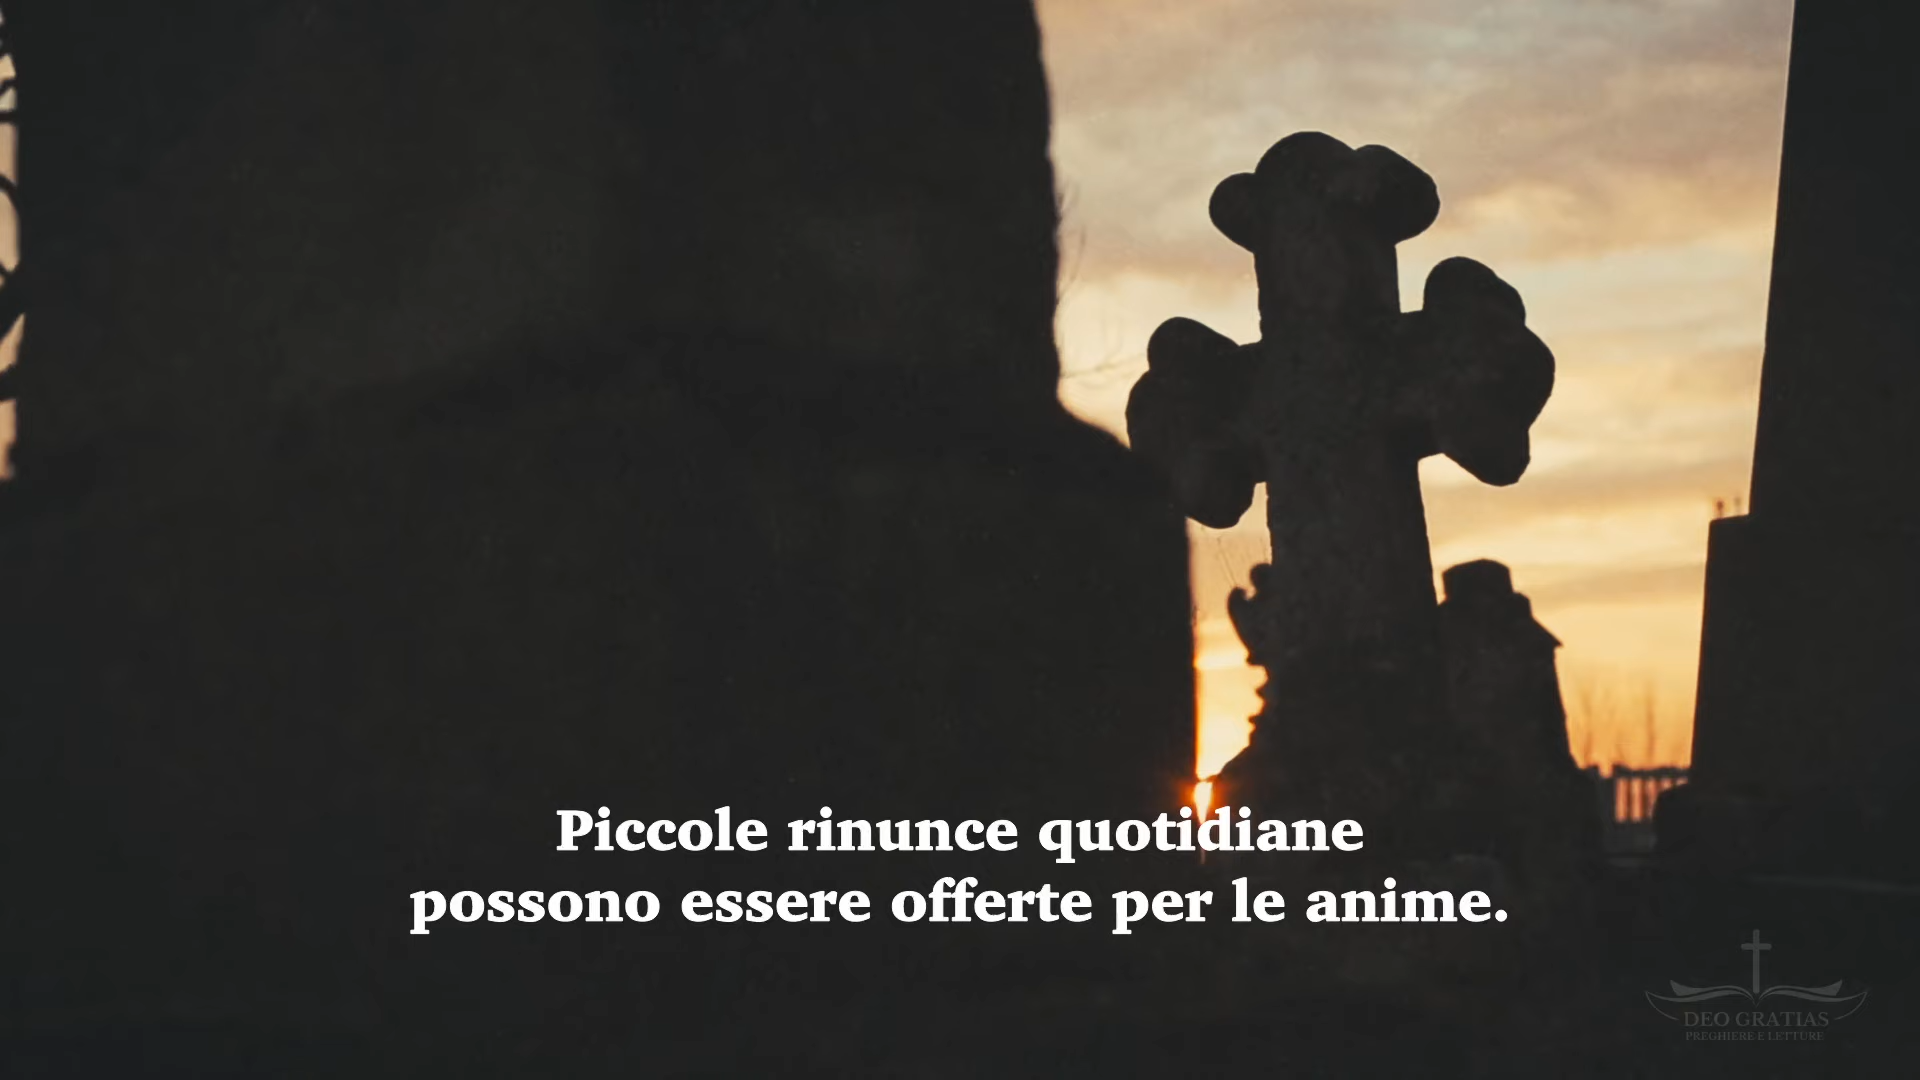 Piccole rinunce quotidiane
possono essere offerte per le anime.
DEO GRATIAS
PREGHIERE E LETTURE